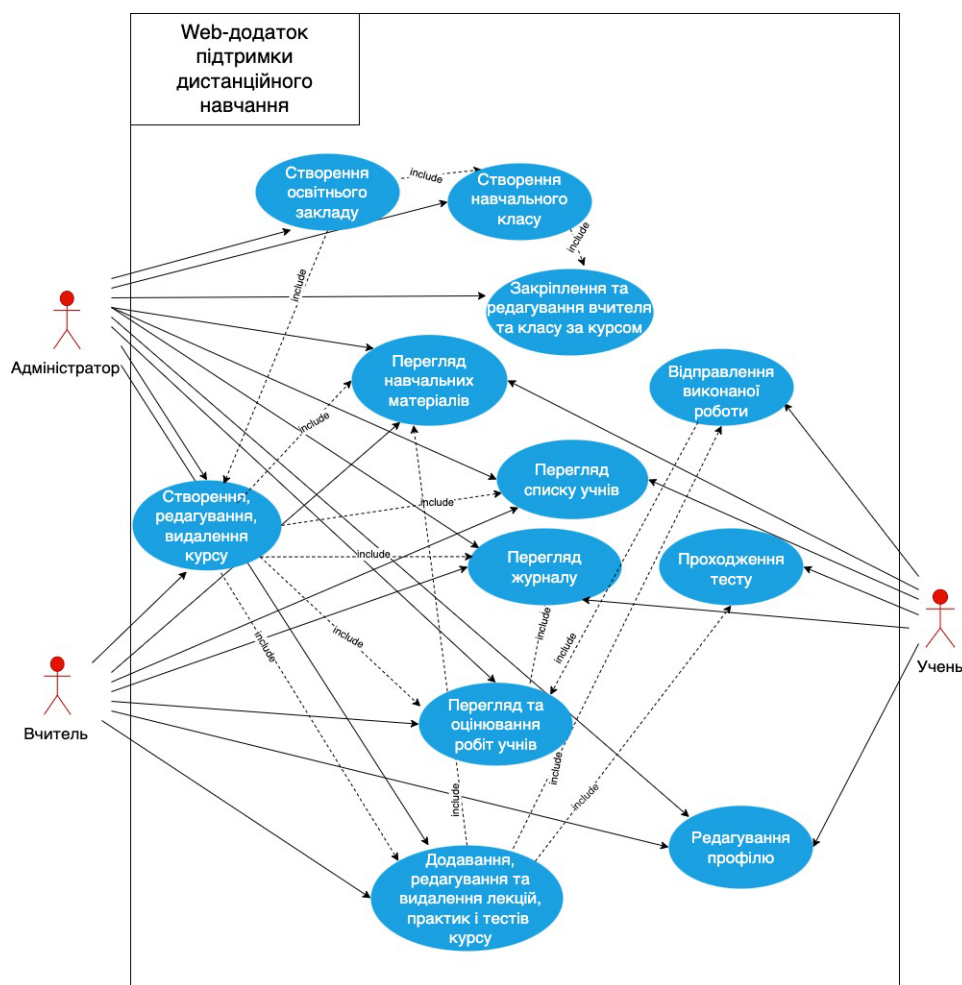 Web-додаток
підтримки
дистанційного
навчання
Створення
освітнього
закладу
include
Створення
навчального
класу
include
include
Закріплення та
редагування вчителя
та класу за курсом
Адміністратор
Перегляд
навчальних
матеріалів
Відправлення
виконаної
роботи
include
Перегляд
списку учнів
include
Створення,
редагування,
видалення
курсу
include
Перегляд
журналу
Проходження
тесту
include
include
include
include
Вчитель
Учень
Перегляд та
оцінювання
робіт учнів
include
include
include
Редагування
профілю
Додавання,
редагування та
видалення лекцій,
практик і тестів
курсу